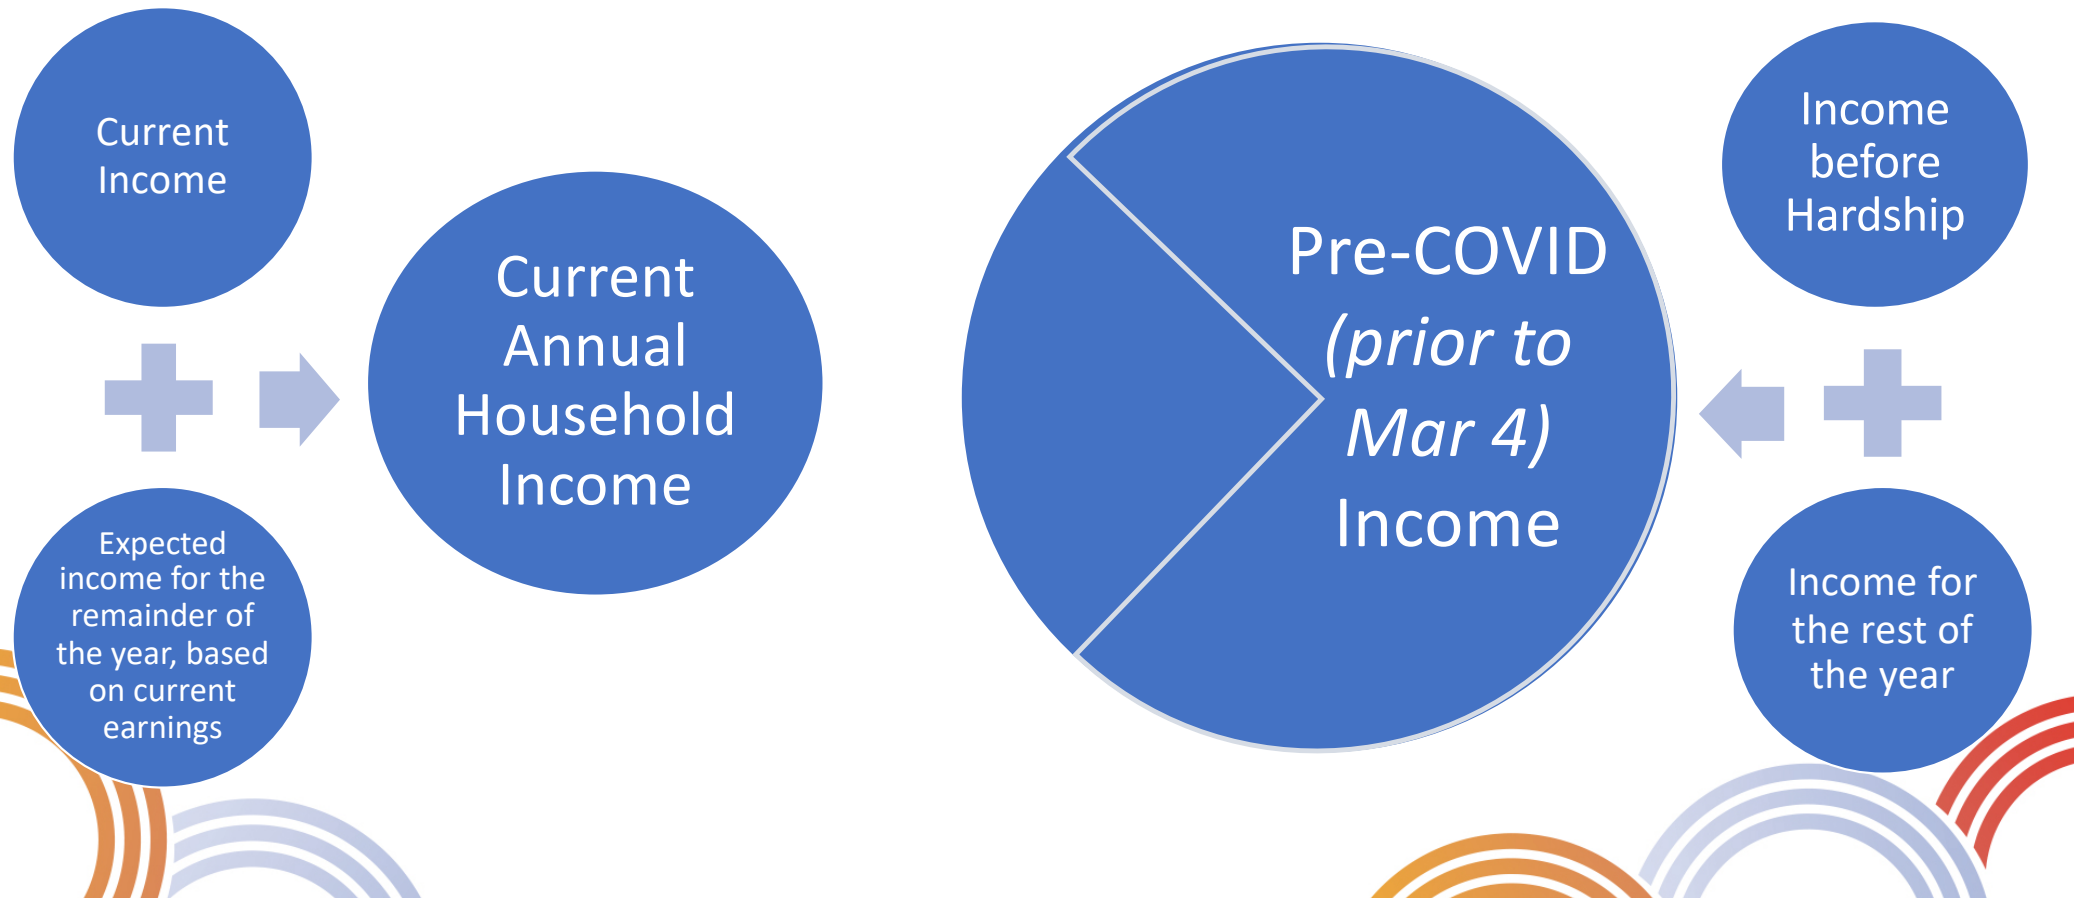 Current
Income
Expected
income for the
remainder of
the year, based
on current
earnings
Current
Annual
Household
Income
Pre-COVID
(prior to
Mar 4)
Income
Income
before
Hardship
Income for
the rest of
the year